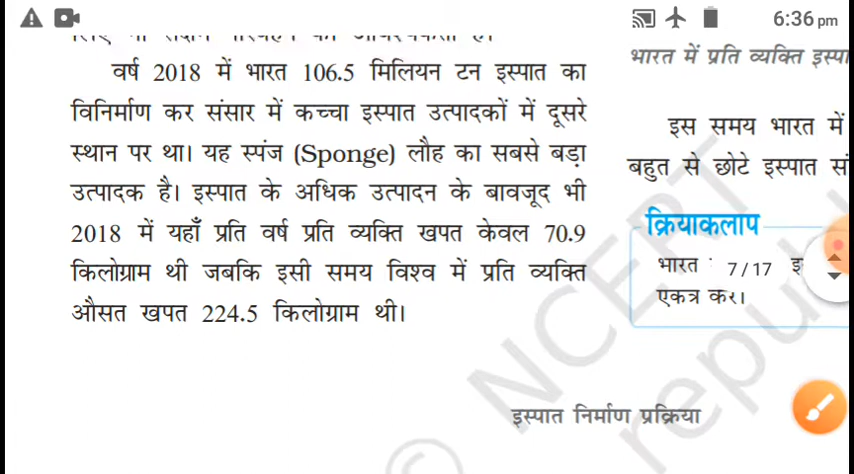 6:36 pm
वर्ष 2018 में भारत 106.5 मिलियन टन इस्पात का
विनिर्माण कर संसार में कच्चा इस्पात उत्पादकों में दूसरे
स्थान पर था। यह स्पंज (Sponge) लौह का सबसे बड़ा
उत्पादक है। इस्पात के अधिक उत्पादन के बावजूद भी
2018 में यहाँ प्रति वर्ष प्रति व्यक्ति खपत केवल 70.9
किलोग्राम थी जबकि इसी समय विश्व में प्रति व्यक्ति
औसत खपत 224.5 किलोग्राम थी।
भारत में प्रति व्यक्ति
इस समय भारत में
बहुत से छोटे इस्पात
क्रियाकलाप
भारत
7/17
एकत्र करें।
इस्पात निर्माण प्रक्रिया
© NCERT